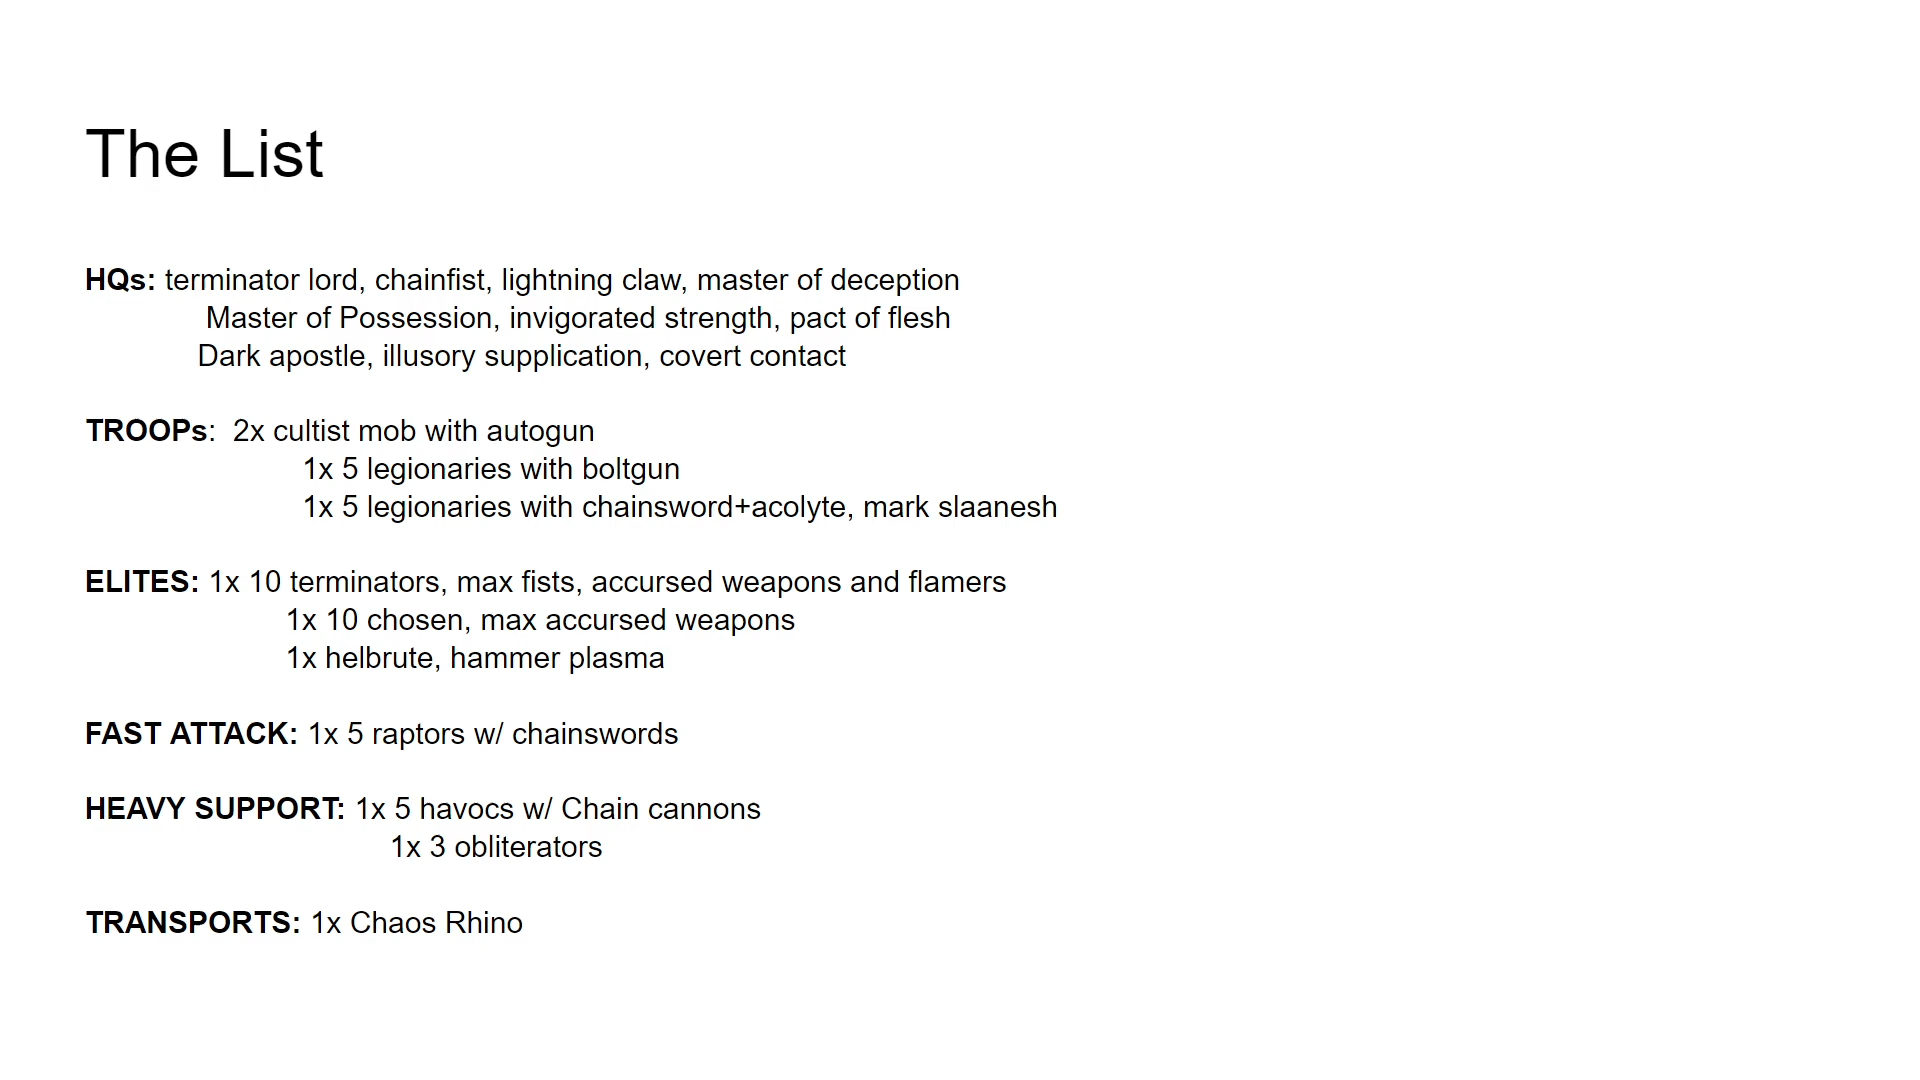 The List
HQs: terminator lord, chainfist, lightning claw, master of deception
Master of Possession, invigorated strength, pact of flesh
Dark apostle, illusory supplication, covert contact
TROOPs:  2x cultist mob with autogun
1x 5 legionaries with boltgun
1x 5 legionaries with chainsword+acolyte, mark slaanesh
ELITES: 1x 10 terminators, max fists, accursed weapons and flamers
1x 10 chosen, max accursed weapons
1x helbrute, hammer plasma
FAST ATTACK: 1x 5 raptors w/ chainswords
HEAVY SUPPORT: 1x 5 havocs w/ Chain cannons
1x 3 obliterators
TRANSPORTS: 1x Chaos Rhino